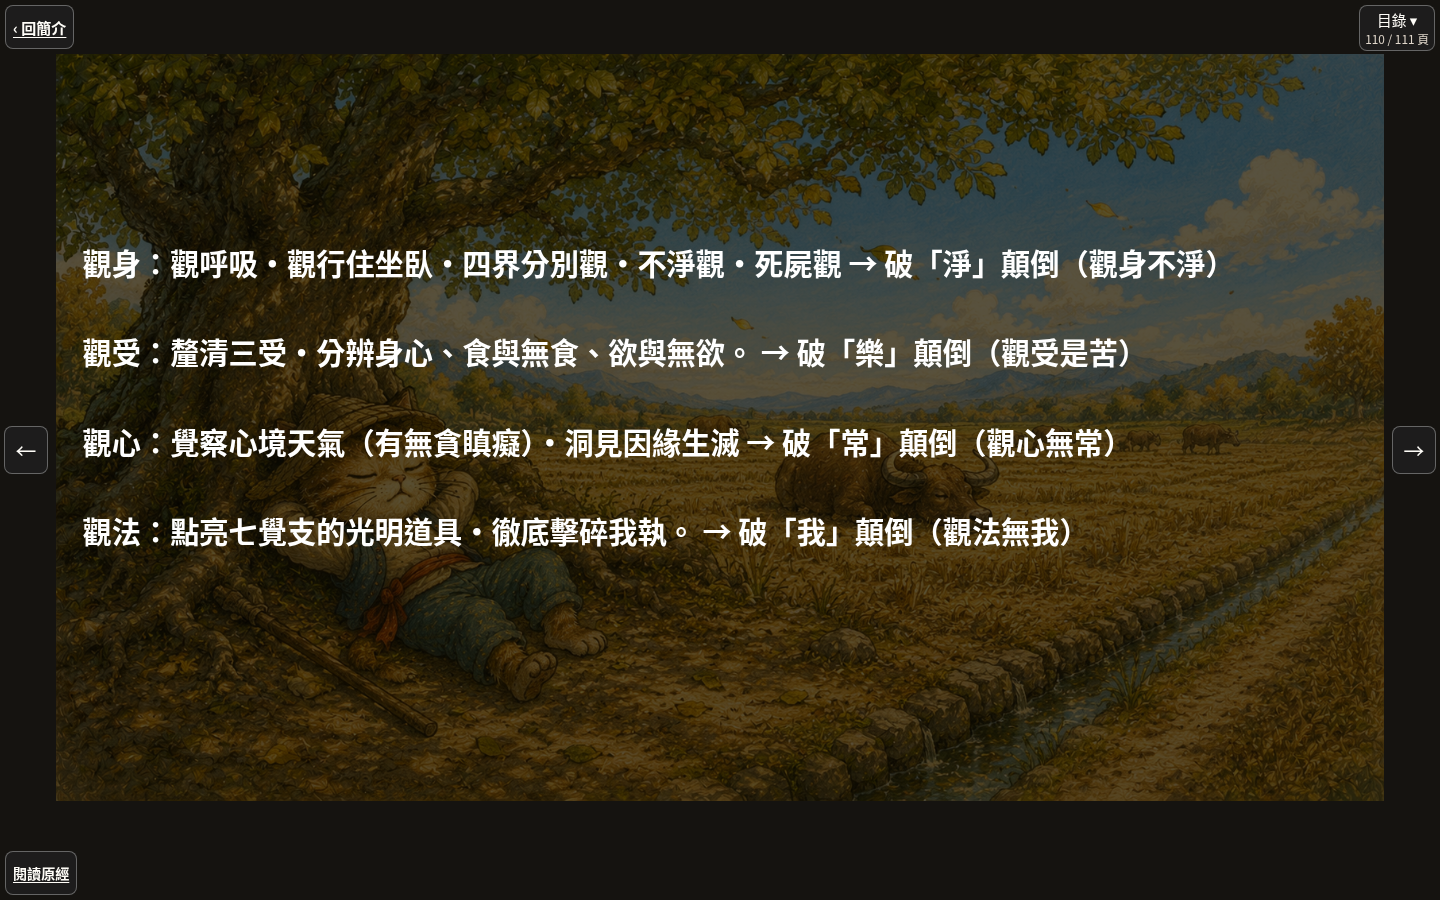 ‹ 回簡介
目錄 ▾
110 / 111 頁
觀身：觀呼吸・觀行住坐臥・四界分別觀・不淨觀・死屍觀 → 破「淨」顛倒（觀身不淨）
觀受：釐清三受・分辨身心、食與無食、欲與無欲。 → 破「樂」顛倒（觀受是苦）
觀心：覺察心境天氣（有無貪瞋癡）・洞見因緣生滅 → 破「常」顛倒（觀心無常）
觀法：點亮七覺支的光明道具・徹底擊碎我執。 → 破「我」顛倒（觀法無我）
←
→
閱讀原經